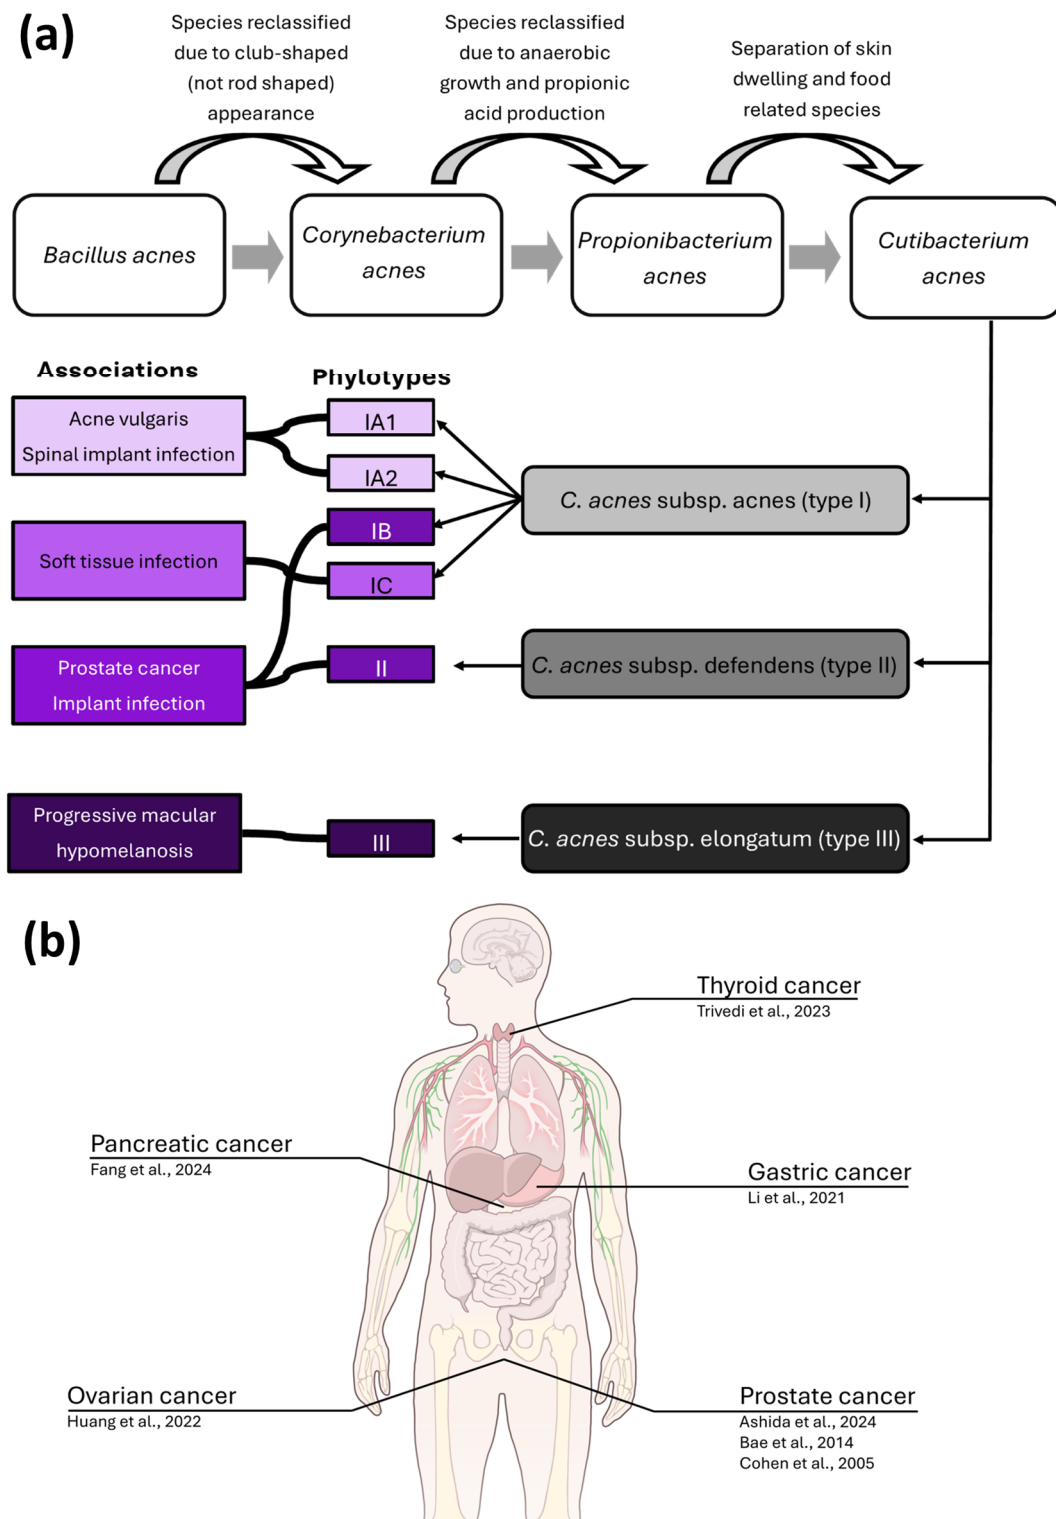 (a)
Species reclassified
due to club-shaped
(not rod shaped)
appearance
Species reclassified
due to anaerobic
growth and propionic
acid production
Separation of skin
dwelling and food
related species
Bacillus acnes
Corynebacterium
acnes
Propionibacterium
acnes
Cutibacterium
acnes
Associations
Phylotypes
Acne vulgaris
Spinal implant infection
IA1
IA2
C. acnes subsp. acnes (type I)
IB
Soft tissue infection
IC
Prostate cancer
Implant infection
II
C. acnes subsp. defendens (type II)
Progressive macular
hypomelanosis
III
C. acnes subsp. elongatum (type III)
(b)
Thyroid cancer
Trivedi et al., 2023
Pancreatic cancer
Fang et al., 2024
Gastric cancer
Li et al., 2021
Ovarian cancer
Huang et al., 2022
Prostate cancer
Ashida et al., 2024
Bae et al., 2014
Cohen et al., 2005